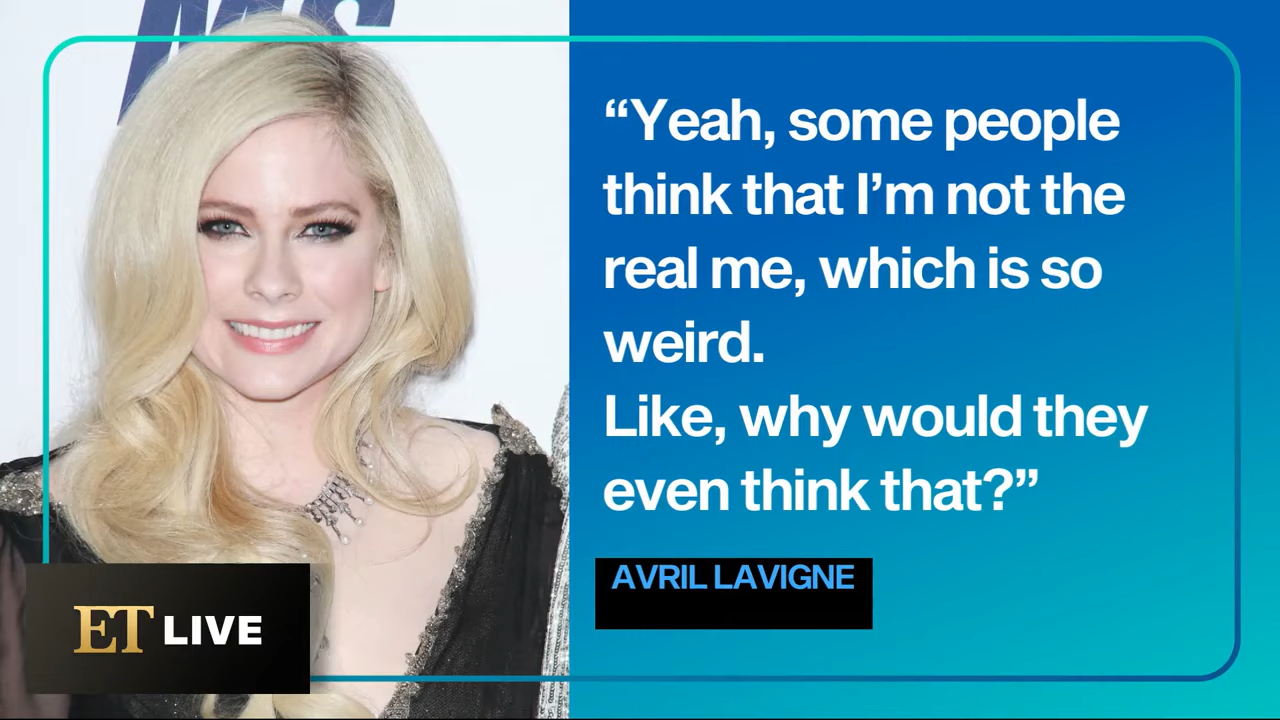 “Yeah, some people
think that I’m not the
real me, which is so
weird.
Like, why would they
even think that?”
AVRIL LAVIGNE
ET LIVE